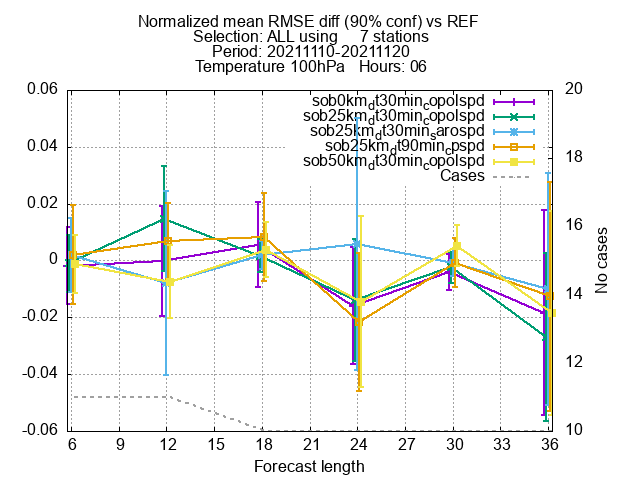 Normalized mean RMSE diff (90% conf) vs REF
Selection: ALL using 7 stations
Period: 20211110-20211120
Temperature 100hPa Hours: 06
sob0km_dt30min_copolspd
sob25km_dt30min_copolspd
sob25km_dt30min_sarospd
sob25km_dt90min_cpspd
sob50km_dt30min_copolspd
Cases
0.06
0.04
0.02
0
-0.02
-0.04
-0.06
20
18
16
14
12
10
No cases
6 9 12 15 18 21 24 27 30 33 36
Forecast length